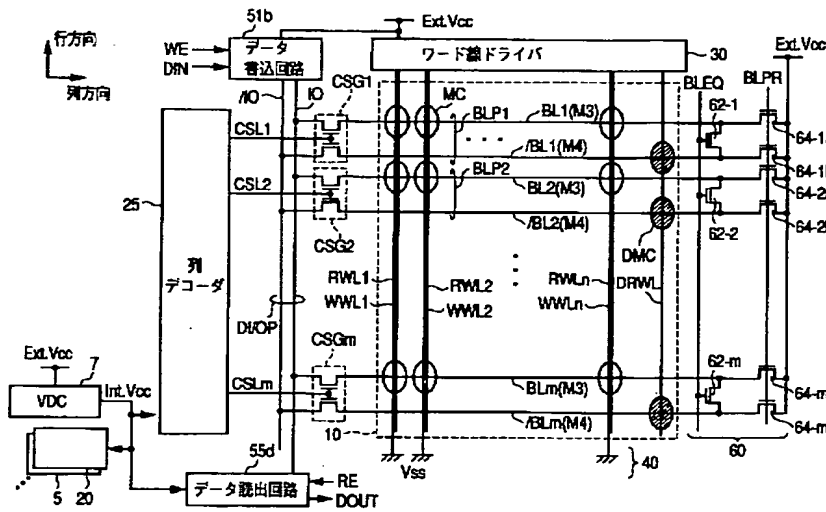 51b
Ext.Vcc
行方向
列方向
WE
DIN
データ
書込回路
ワード線ドライバ
30
Ext.Vcc
/IO
IO
CSG1
MC
BLP1
BL1(M3)
BLEQ
62-1
BLPR
CSL1
/BL1(M4)
64-1
BLP2
64-1
CSL2
BL2(M3)
64-2
25
/BL2(M4)
62-2
64-2
CSG2
DMC
列
デコーダ
RWL1
WWL1
RWL2
WWL2
RWLn
WWLn
DRWL
DI/OP
CSGm
Ext.Vcc
7
Int.Vcc
VDC
CSLm
BLm(M3)
62-m
64-m
/BLm(M4)
64-m
10
60
5
20
55d
Vss
40
データ読出回路
RE
DOUT